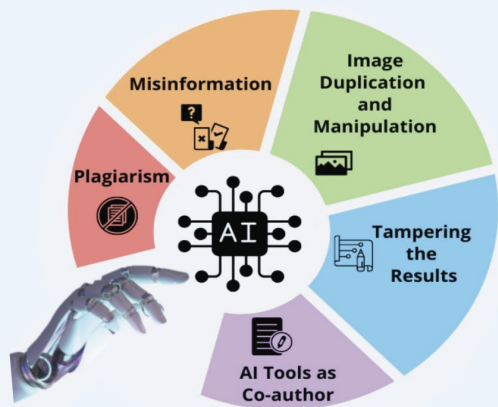 Image
Duplication
and
Manipulation
Misinformation
?
Plagiarism
AI
Tampering
the
Results
AI Tools as
Co-author